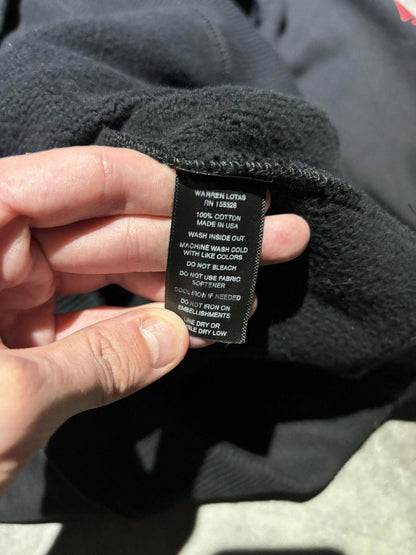 WARREN LOTAS
RN 155326
100% COTTON
MADE IN USA
WASH INSIDE OUT
MACHINE WASH COLD
WITH LIKE COLORS
DO NOT BLEACH
DO NOT USE FABRIC
SOFTENER
COOL IRON IF NEEDED
DO NOT IRON ON
EMBELLISHMENTS
LINE DRY OR
DRY LOW